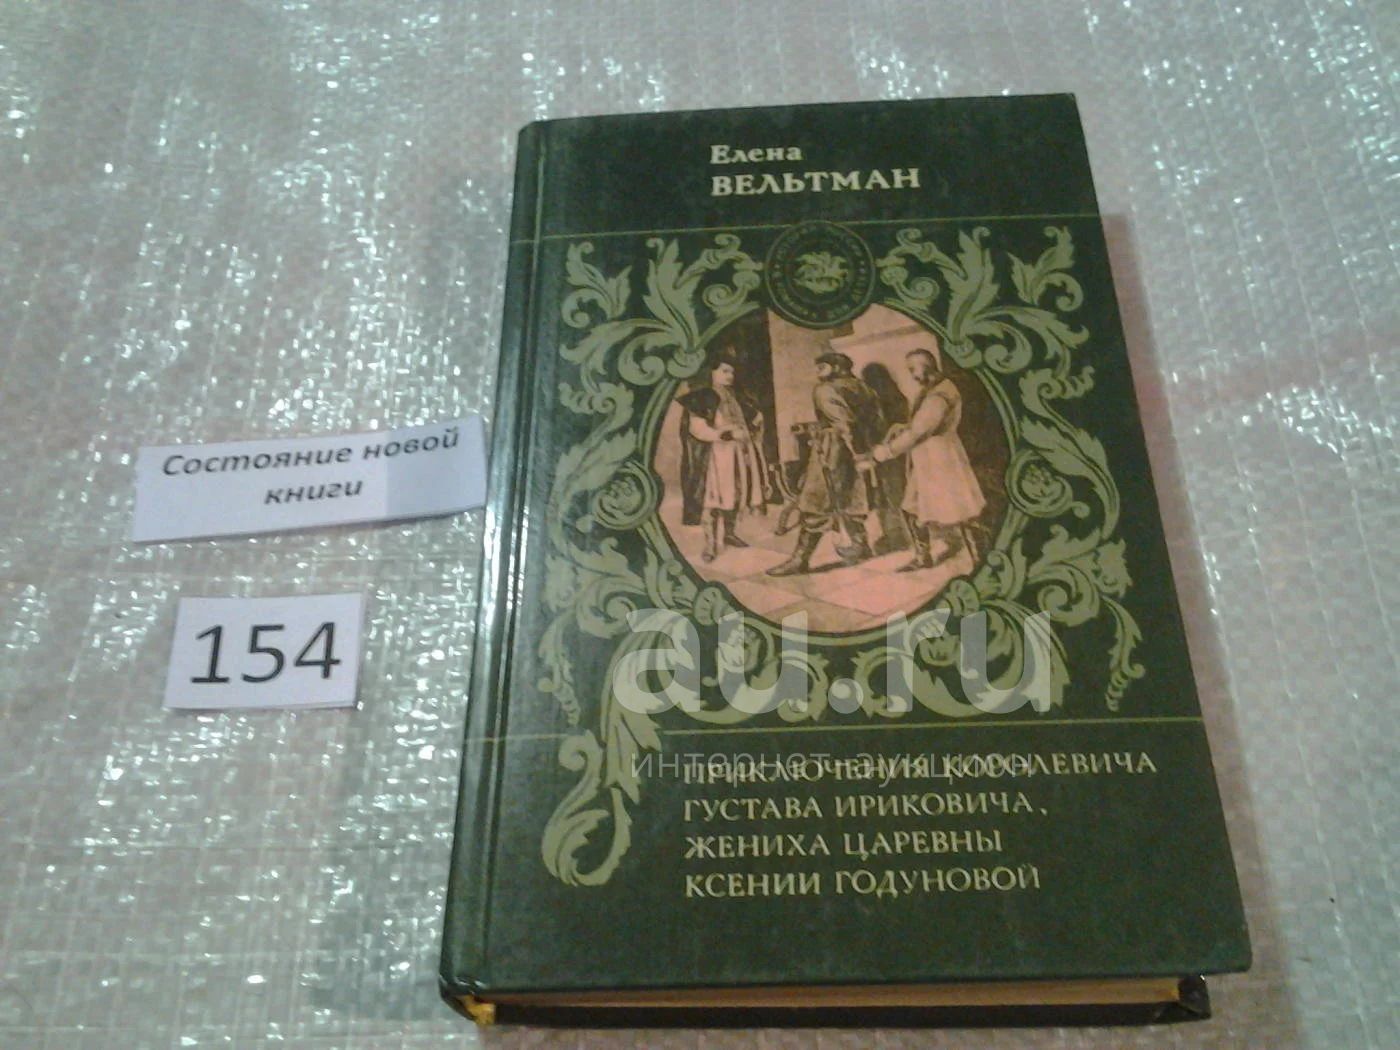 Елена
ВЕЛЬТМАН
Состояние новой
книги
154
au.ru
интернет-аукцион
ПРИКЛЮЧЕНИЯ КОРОЛЕВИЧА
ГУСТАВА ИРИКОВИЧА,
ЖЕНИХА ЦАРЕВНЫ
КСЕНИИ ГОДУНОВОЙ